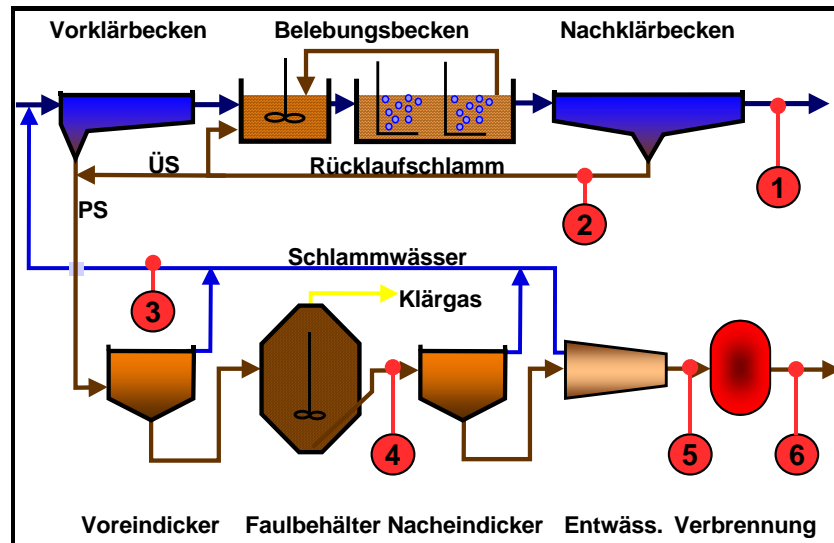 Vorklärbecken Belebungsbecken Nachklärbecken
ÜS Rücklaufschlamm
1
2
PS
Schlammwässer
3
Klärgas
4 5 6
Voreindicker Faulbehälter Nacheindicker Entwäss. Verbrennung